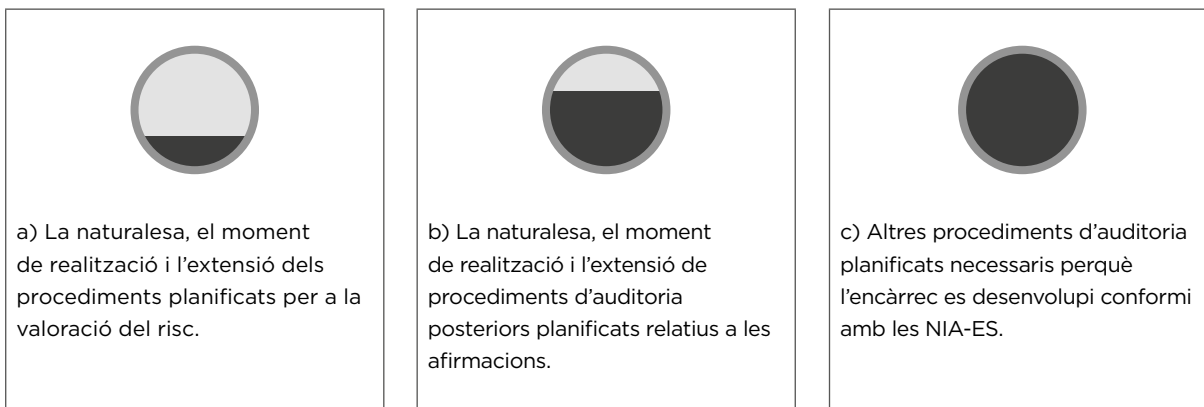 a) La naturalesa, el moment
de realització i l'extensió dels
procediments planificats per a la
valoració del risc.
b) La naturalesa, el moment
de realització i l'extensió de
procediments d'auditoria
posteriors planificats relatius a les
afirmacions.
c) Altres procediments d'auditoria
planificats necessaris perquè
l'encàrrec es desenvolupi conformi
amb les NIA-ES.